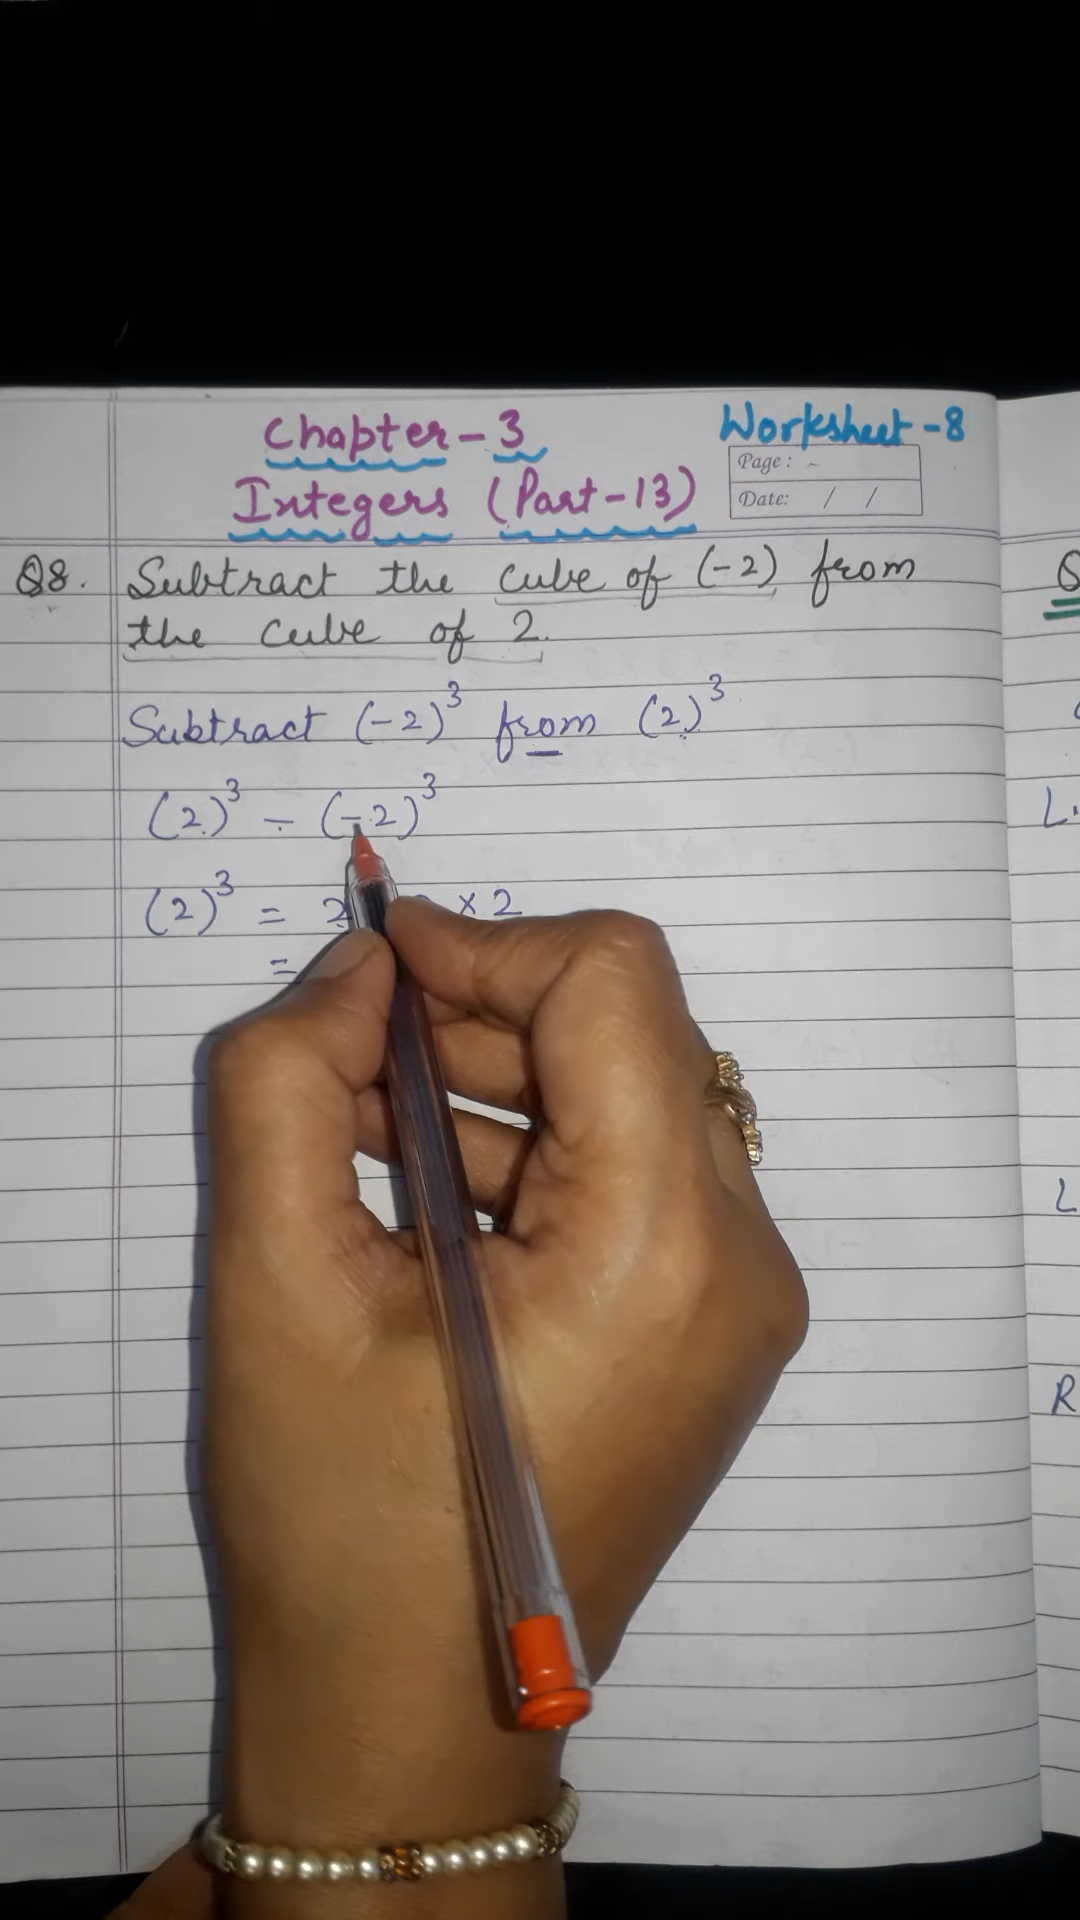 Chapter-3
Worksheet-8
Integers (Part-13)
Page:
Date: / /
Q8. Subtract the cube of (-2) from
the cube of 2.
Subtract (-2)³ from (2)³
(2)³ - (-2)³
(2)³ = 2 × 2
=
L
R